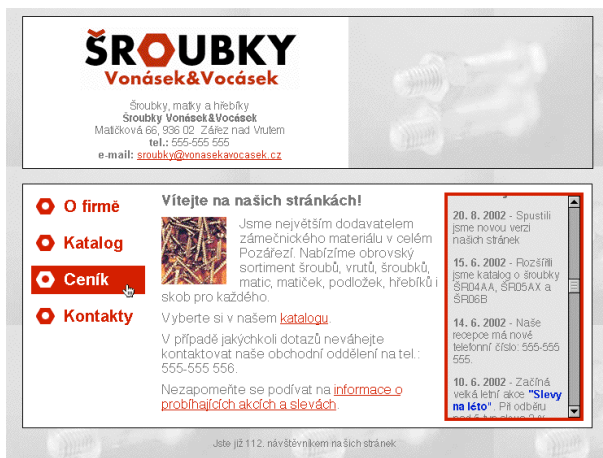 ŠROUBKY
Vonásek&Vocásek
Šroubky, matky a hřebíky
Šroubky Vonásek&Vocásek
Matičková 66, 936 02 Zářez nad Vrutem
tel.: 555-555 555
e-mail: sroubky@vonasekavocasek.cz
O firmě
Katalog
Ceník
Kontakty
Vítejte na našich stránkách!
Jsme největším dodavatelem
zámečnického materiálu v celém
Pozářezí. Nabízíme obrovský
sortiment šroubů, vrutů, šroubků,
matic, matiček, podložek, hřebíků i
skob pro každého.
Vyberte si v našem katalogu.
V případě jakýchkoli dotazů neváhejte
kontaktovat naše obchodní oddělení na tel.:
555-555 556.
Nezapomeňte se podívat na informace o
probíhajících akcích a slevách.
20. 8. 2002 - Spustili
jsme novou verzi
našich stránek
15. 6. 2002 - Rozšířili
jsme katalog o šroubky
ŠR04AA, ŠR05AX a
ŠR06B
14. 6. 2002 - Naše
recepce má nové
telefonní číslo: 555-555
555.
10. 6. 2002 - Začíná
velká letní akce "Slevy
na léto". Při odběru
Jste již 112. návštěvníkem našich stránek